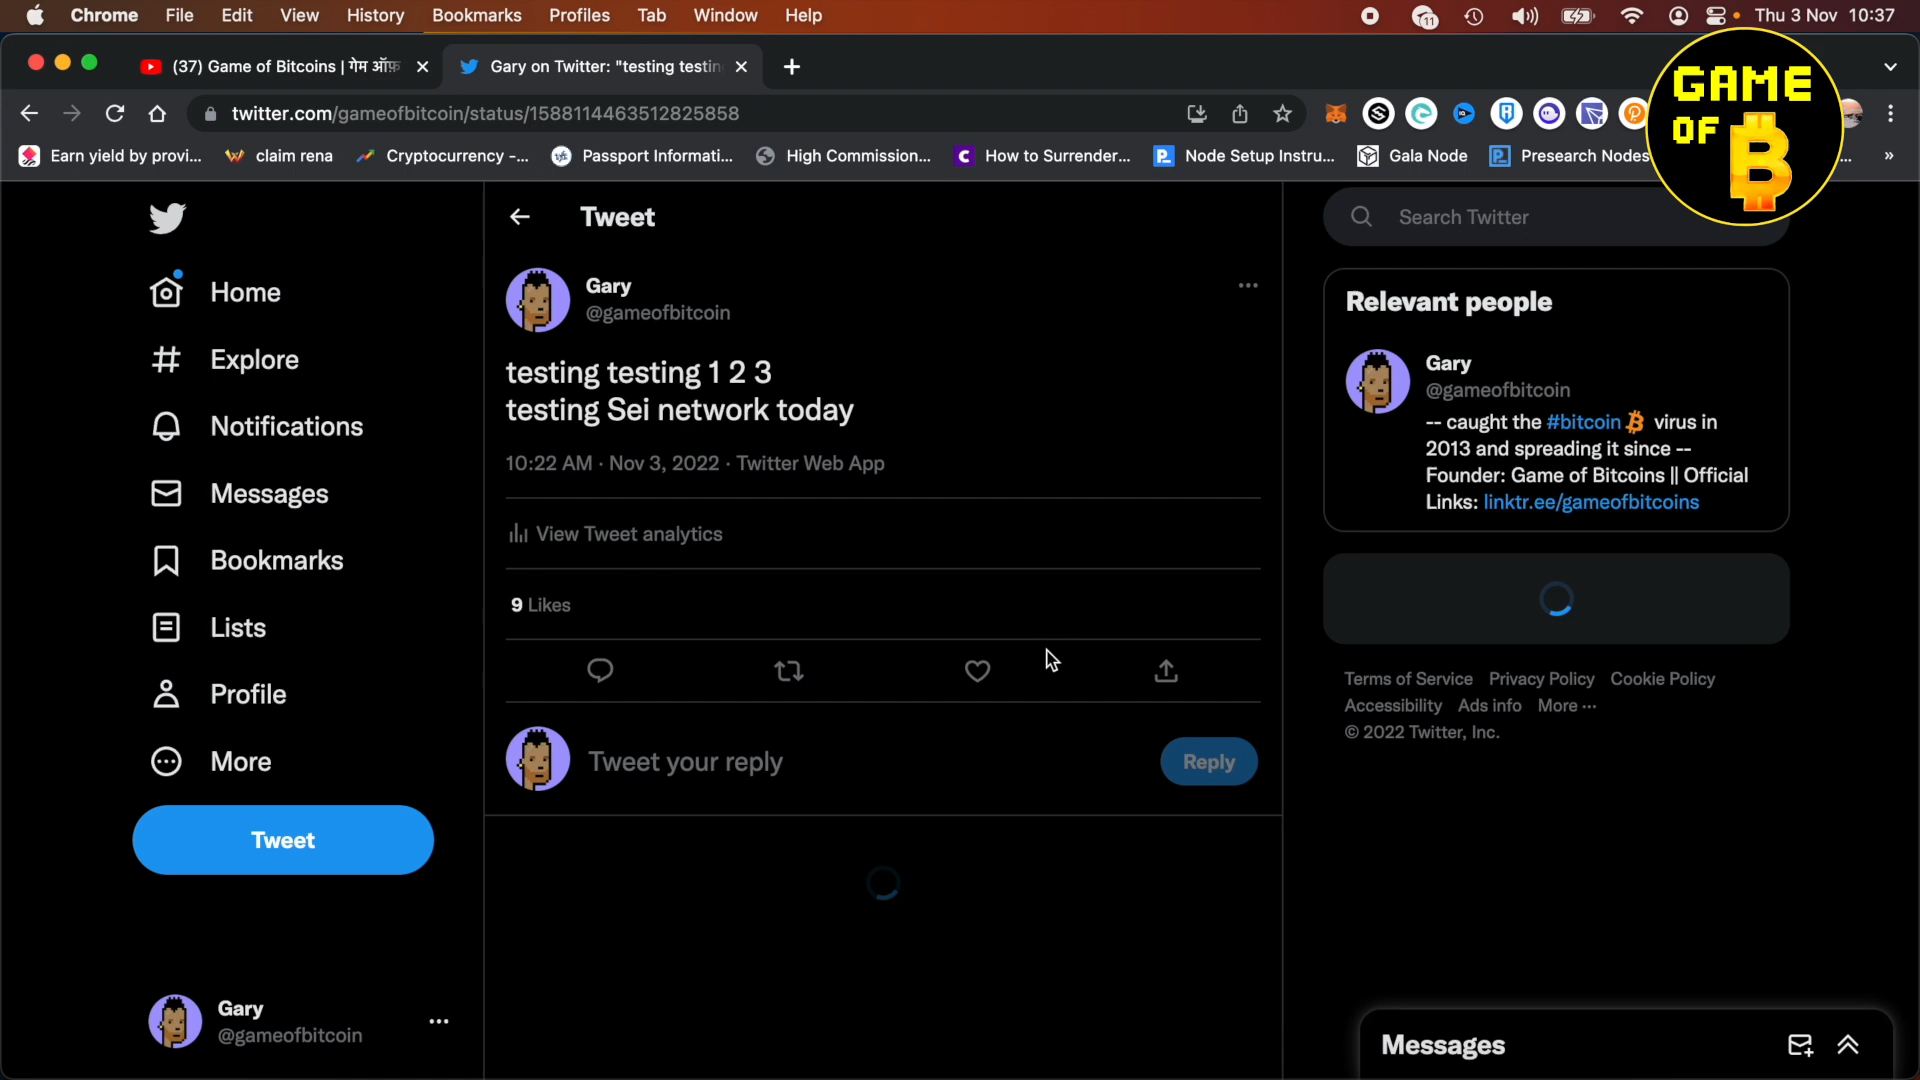 Chrome File Edit View History Bookmarks Profiles Tab Window Help
11
Thu 3 Nov 10:37
(37) Game of Bitcoins | गेम ऑफ़
Gary on Twitter: "testing testin
twitter.com/gameofbitcoin/status/1588114463512825858
Earn yield by provi...
claim rena
Cryptocurrency -...
Passport Informati...
High Commission...
How to Surrender...
Node Setup Instru...
Gala Node
Presearch Nodes
GAME
OF
Tweet
Search Twitter
Home
Explore
Notifications
Messages
Bookmarks
Lists
Profile
More
Tweet
Gary
@gameofbitcoin
Gary
@gameofbitcoin
testing testing 1 2 3
testing Sei network today
10:22 AM · Nov 3, 2022 · Twitter Web App
View Tweet analytics
9 Likes
Tweet your reply
Reply
Relevant people
Gary
@gameofbitcoin
-- caught the #bitcoin virus in
2013 and spreading it since --
Founder: Game of Bitcoins || Official
Links: linktr.ee/gameofbitcoins
Terms of Service Privacy Policy Cookie Policy
Accessibility Ads info More ···
© 2022 Twitter, Inc.
Messages